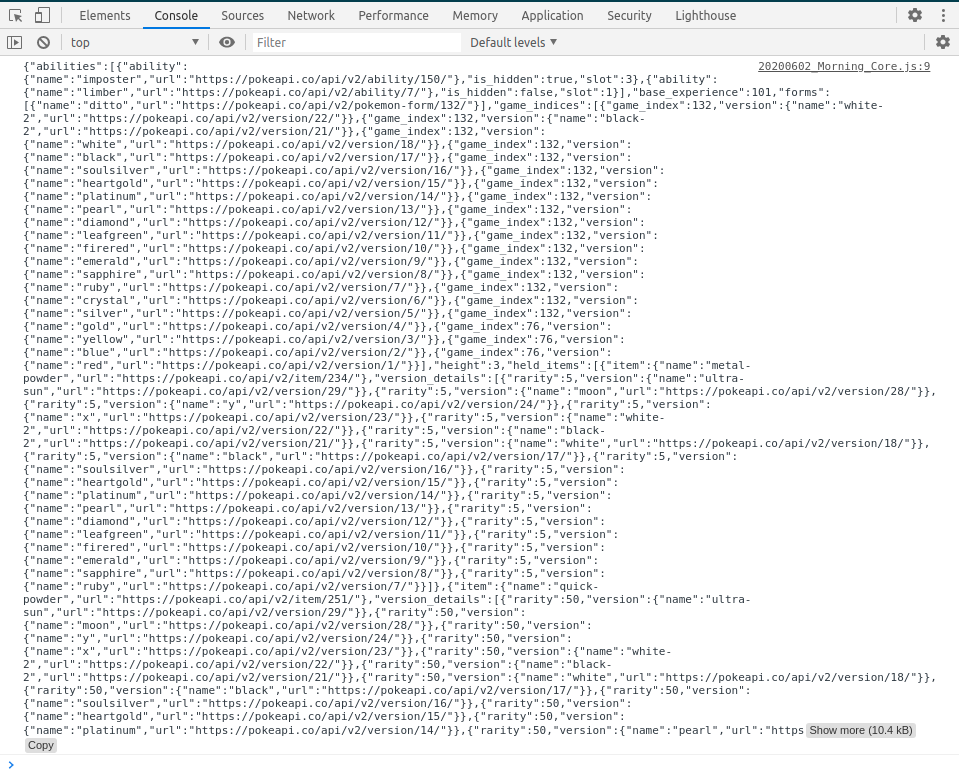 Elements Console Sources Network Performance Memory Application Security Lighthouse
top Filter Default levels
{"abilities":[{"ability": 20200602_Morning_Core.js:9
{"name":"imposter","url":"https://pokeapi.co/api/v2/ability/150/"},"is_hidden":true,"slot":3},{"ability":
{"name":"limber","url":"https://pokeapi.co/api/v2/ability/7/"},"is_hidden":false,"slot":1}],"base_experience":101,"forms":
[{"name":"ditto","url":"https://pokeapi.co/api/v2/pokemon-form/132/"}],"game_indices":[{"game_index":132,"version":{"name":"white-
2","url":"https://pokeapi.co/api/v2/version/22/"}},{"game_index":132,"version":{"name":"black-
2","url":"https://pokeapi.co/api/v2/version/21/"}},{"game_index":132,"version":
{"name":"white","url":"https://pokeapi.co/api/v2/version/18/"}},{"game_index":132,"version":
{"name":"black","url":"https://pokeapi.co/api/v2/version/17/"}},{"game_index":132,"version":
{"name":"soulsilver","url":"https://pokeapi.co/api/v2/version/16/"}},{"game_index":132,"version":
{"name":"heartgold","url":"https://pokeapi.co/api/v2/version/15/"}},{"game_index":132,"version":
{"name":"platinum","url":"https://pokeapi.co/api/v2/version/14/"}},{"game_index":132,"version":
{"name":"pearl","url":"https://pokeapi.co/api/v2/version/13/"}},{"game_index":132,"version":
{"name":"diamond","url":"https://pokeapi.co/api/v2/version/12/"}},{"game_index":132,"version":
{"name":"leafgreen","url":"https://pokeapi.co/api/v2/version/11/"}},{"game_index":132,"version":
{"name":"firered","url":"https://pokeapi.co/api/v2/version/10/"}},{"game_index":132,"version":
{"name":"emerald","url":"https://pokeapi.co/api/v2/version/9/"}},{"game_index":132,"version":
{"name":"sapphire","url":"https://pokeapi.co/api/v2/version/8/"}},{"game_index":132,"version":
{"name":"ruby","url":"https://pokeapi.co/api/v2/version/7/"}},{"game_index":132,"version":
{"name":"crystal","url":"https://pokeapi.co/api/v2/version/6/"}},{"game_index":132,"version":
{"name":"silver","url":"https://pokeapi.co/api/v2/version/5/"}},{"game_index":132,"version":
{"name":"gold","url":"https://pokeapi.co/api/v2/version/4/"}},{"game_index":76,"version":
{"name":"yellow","url":"https://pokeapi.co/api/v2/version/3/"}},{"game_index":76,"version":
{"name":"blue","url":"https://pokeapi.co/api/v2/version/2/"}},{"game_index":76,"version":
{"name":"red","url":"https://pokeapi.co/api/v2/version/1/"}}],"height":3,"held_items":[{"item":{"name":"metal-
powder","url":"https://pokeapi.co/api/v2/item/234/"},"version_details":[{"rarity":5,"version":{"name":"ultra-
sun","url":"https://pokeapi.co/api/v2/version/29/"}},{"rarity":5,"version":{"name":"moon","url":"https://pokeapi.co/api/v2/version/28/"}},
{"rarity":5,"version":{"name":"y","url":"https://pokeapi.co/api/v2/version/24/"}},{"rarity":5,"version":
{"name":"x","url":"https://pokeapi.co/api/v2/version/23/"}},{"rarity":5,"version":{"name":"white-
2","url":"https://pokeapi.co/api/v2/version/22/"}},{"rarity":5,"version":{"name":"black-
2","url":"https://pokeapi.co/api/v2/version/21/"}},{"rarity":5,"version":{"name":"white","url":"https://pokeapi.co/api/v2/version/18/"}},
{"rarity":5,"version":{"name":"black","url":"https://pokeapi.co/api/v2/version/17/"}},{"rarity":5,"version":
{"name":"soulsilver","url":"https://pokeapi.co/api/v2/version/16/"}},{"rarity":5,"version":
{"name":"heartgold","url":"https://pokeapi.co/api/v2/version/15/"}},{"rarity":5,"version":
{"name":"platinum","url":"https://pokeapi.co/api/v2/version/14/"}},{"rarity":5,"version":
{"name":"pearl","url":"https://pokeapi.co/api/v2/version/13/"}},{"rarity":5,"version":
{"name":"diamond","url":"https://pokeapi.co/api/v2/version/12/"}},{"rarity":5,"version":
{"name":"leafgreen","url":"https://pokeapi.co/api/v2/version/11/"}},{"rarity":5,"version":
{"name":"firered","url":"https://pokeapi.co/api/v2/version/10/"}},{"rarity":5,"version":
{"name":"emerald","url":"https://pokeapi.co/api/v2/version/9/"}},{"rarity":5,"version":
{"name":"sapphire","url":"https://pokeapi.co/api/v2/version/8/"}},{"rarity":5,"version":
{"name":"ruby","url":"https://pokeapi.co/api/v2/version/7/"}}]},{"item":{"name":"quick-
powder","url":"https://pokeapi.co/api/v2/item/251/"},"version_details":[{"rarity":50,"version":{"name":"ultra-
sun","url":"https://pokeapi.co/api/v2/version/29/"}},{"rarity":50,"version":
{"name":"moon","url":"https://pokeapi.co/api/v2/version/28/"}},{"rarity":50,"version":
{"name":"y","url":"https://pokeapi.co/api/v2/version/24/"}},{"rarity":50,"version":
{"name":"x","url":"https://pokeapi.co/api/v2/version/23/"}},{"rarity":50,"version":{"name":"white-
2","url":"https://pokeapi.co/api/v2/version/22/"}},{"rarity":50,"version":{"name":"black-
2","url":"https://pokeapi.co/api/v2/version/21/"}},{"rarity":50,"version":{"name":"white","url":"https://pokeapi.co/api/v2/version/18/"}},
{"rarity":50,"version":{"name":"black","url":"https://pokeapi.co/api/v2/version/17/"}},{"rarity":50,"version":
{"name":"soulsilver","url":"https://pokeapi.co/api/v2/version/16/"}},{"rarity":50,"version":
{"name":"heartgold","url":"https://pokeapi.co/api/v2/version/15/"}},{"rarity":50,"version":
{"name":"platinum","url":"https://pokeapi.co/api/v2/version/14/"}},{"rarity":50,"version":{"name":"pearl","url":"https Show more (10.4 kB)
Copy